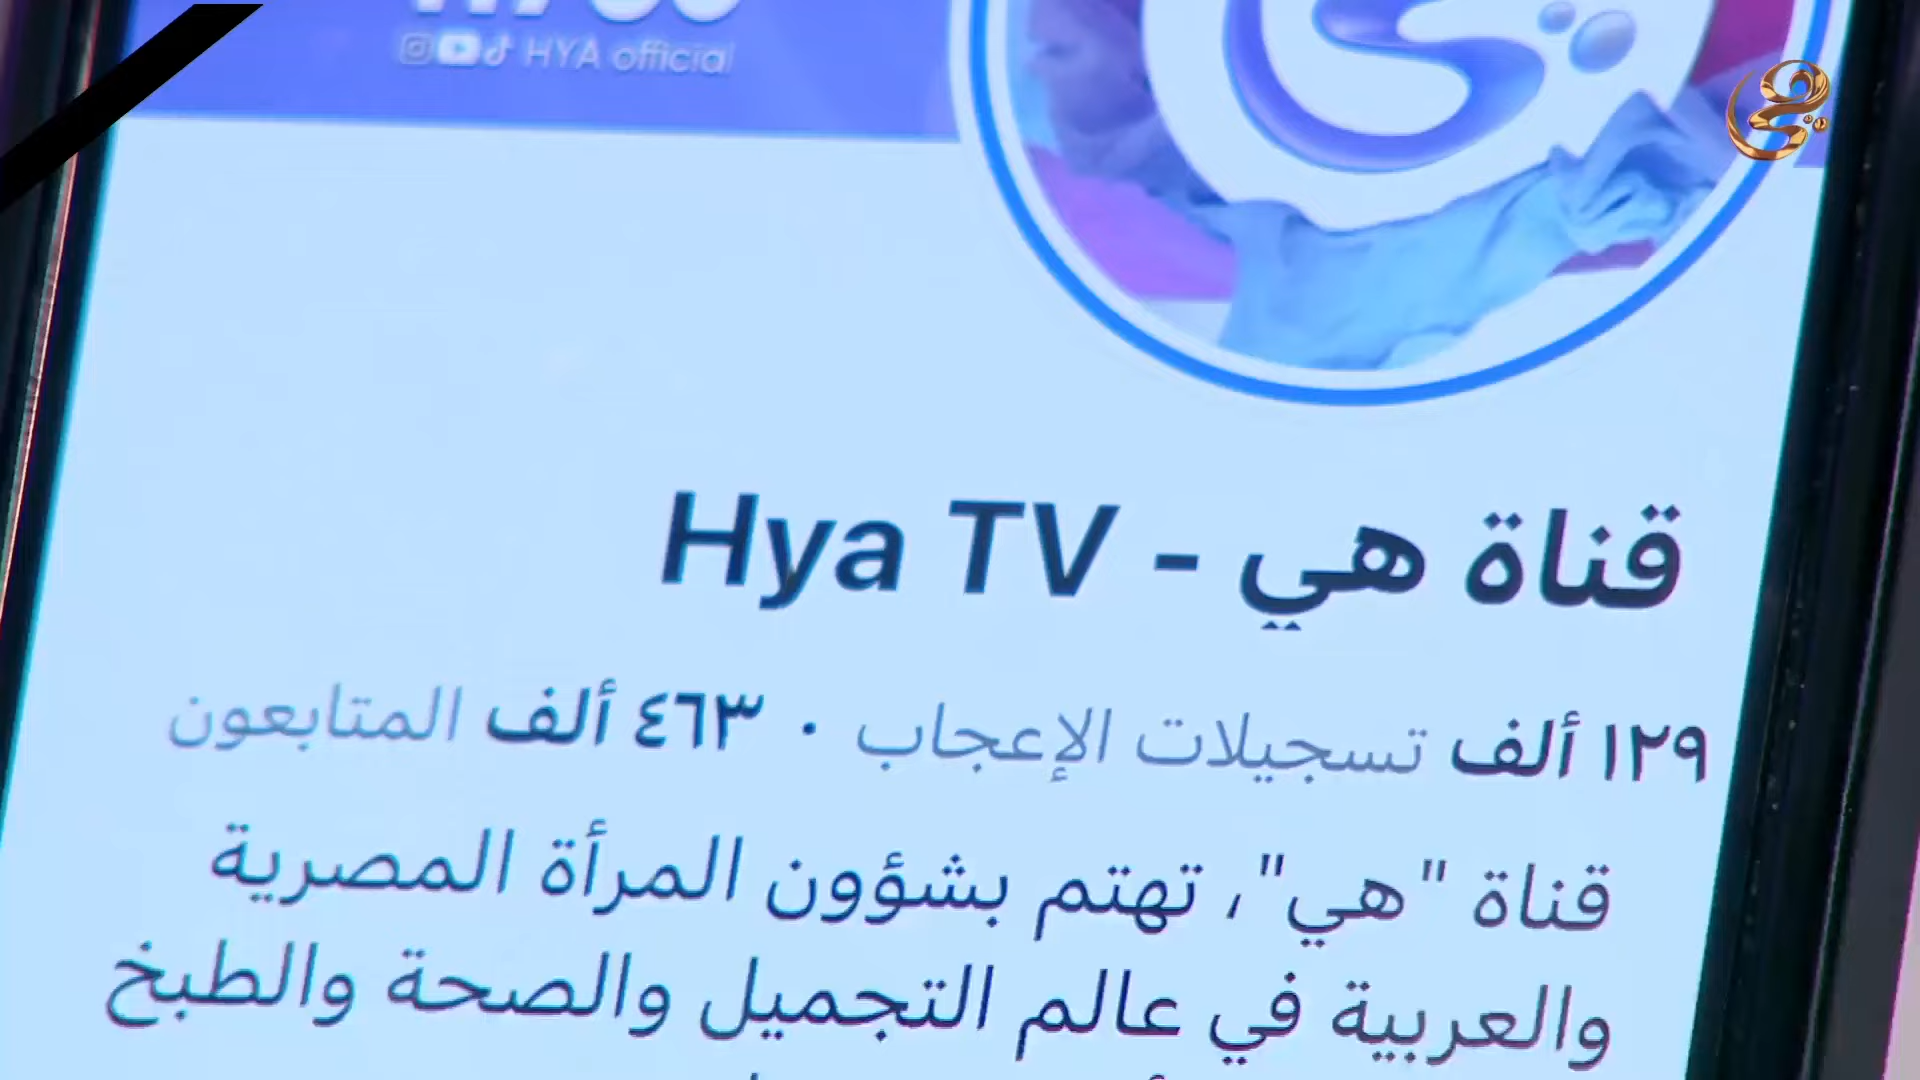 HYA official
قناة هي - Hya TV
١٢٩ ألف تسجيلات الإعجاب · ٤٦٣ ألف المتابعون
قناة "هي"، تهتم بشؤون المرأة المصرية
والعربية في عالم التجميل والصحة والطبخ